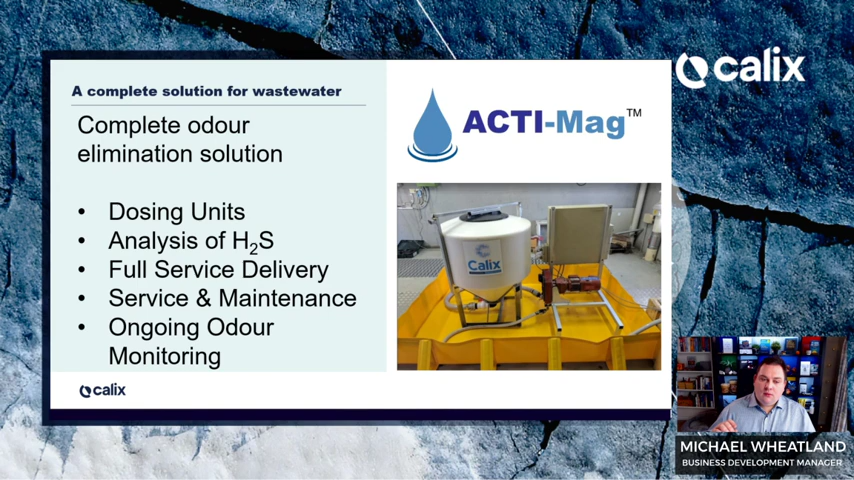 A complete solution for wastewater
Complete odour
elimination solution
• Dosing Units
• Analysis of H₂S
• Full Service Delivery
• Service & Maintenance
• Ongoing Odour
Monitoring
calix
ACTI-Mag™
Calix
calix
MICHAEL WHEATLAND
BUSINESS DEVELOPMENT MANAGER